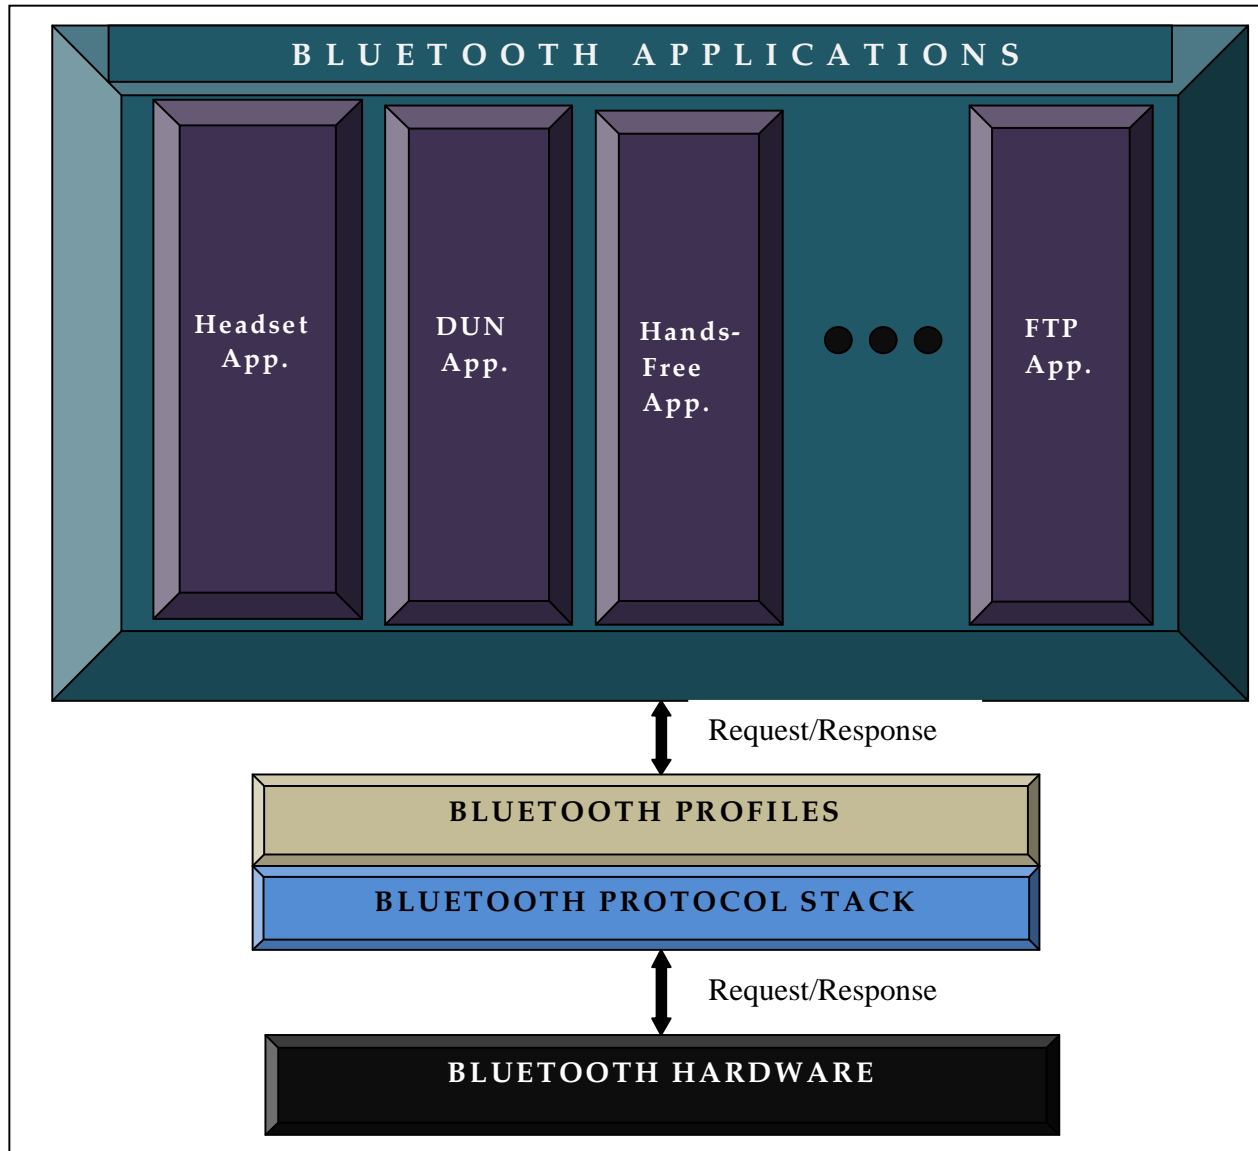 BLUETOOTH APPLICATIONS
Headset
App.
DUN
App.
Hands-
Free
App.
FTP
App.
Request/Response
BLUETOOTH PROFILES
BLUETOOTH PROTOCOL STACK
Request/Response
BLUETOOTH HARDWARE